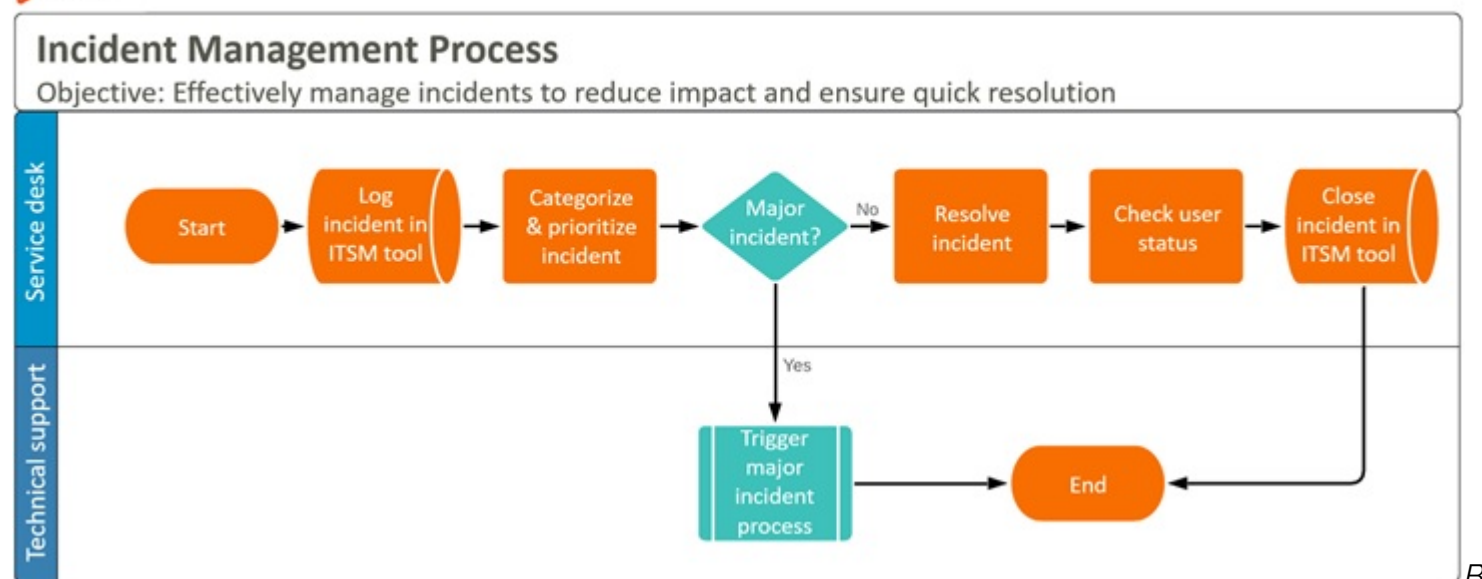 Incident Management Process
Objective: Effectively manage incidents to reduce impact and ensure quick resolution
Service desk
Start
Log
incident in
ITSM tool
Categorize
& prioritize
incident
Major
incident?
No
Resolve
incident
Check user
status
Close
incident in
ITSM tool
Yes
Technical support
Trigger
major
incident
process
End